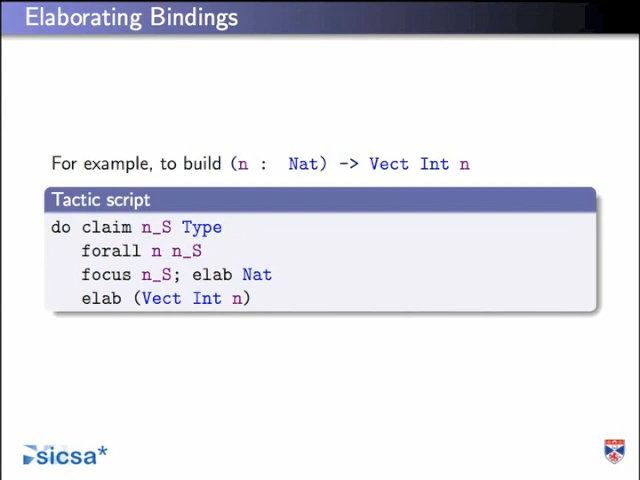 Elaborating Bindings
For example, to build (n : Nat) -> Vect Int n
Tactic script
do claim n_S Type
forall n n_S
focus n_S; elab Nat
elab (Vect Int n)
sicsa*